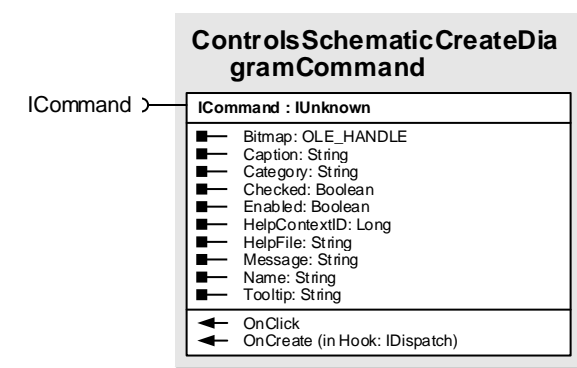 ControlsSchematicCreateDia
gramCommand
ICommand
ICommand : IUnknown
Bitmap: OLE_HANDLE
Caption: String
Category: String
Checked: Boolean
Enabled: Boolean
HelpContextID: Long
HelpFile: String
Message: String
Name: String
Tooltip: String
OnClick
OnCreate (in Hook: IDispatch)